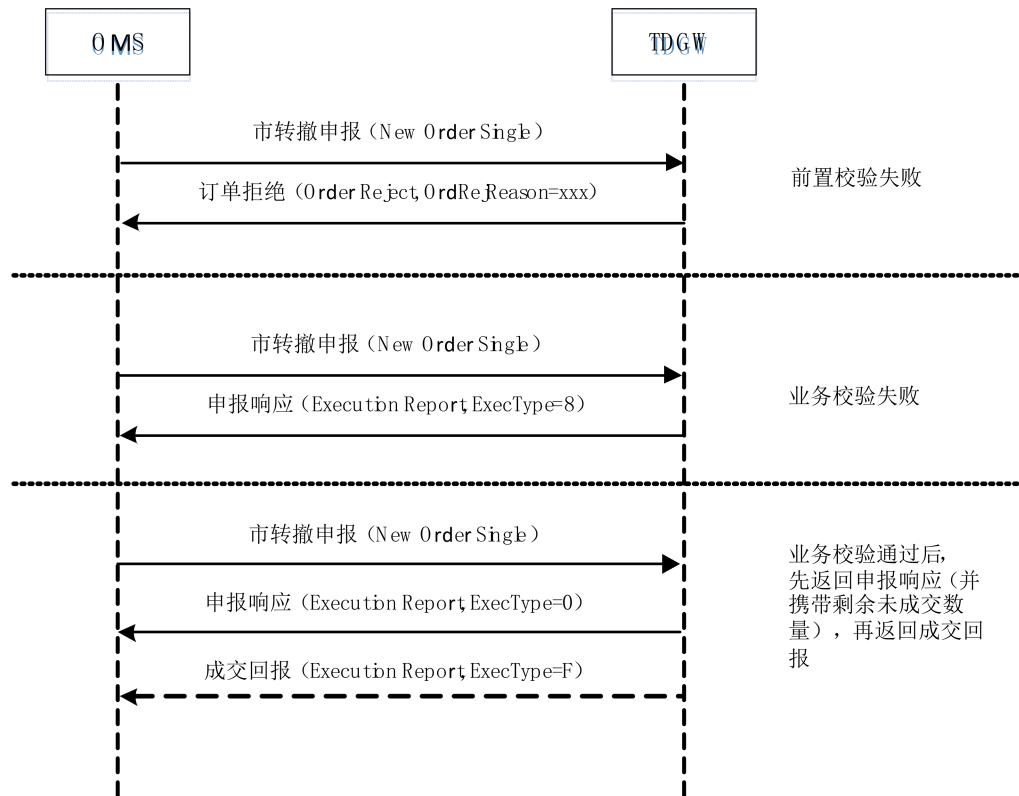 OMS
TDGW
市转撤申报（New Order Single）
订单拒绝（Order Reject, OrdRejReason=xxx）
前置校验失败
市转撤申报（New Order Single）
申报响应（Execution Report, ExecType=8）
业务校验失败
市转撤申报（New Order Single）
申报响应（Execution Report, ExecType=0）
成交回报（Execution Report, ExecType=F）
业务校验通过后，
先返回申报响应（并
携带剩余未成交数
量），再返回成交回
报